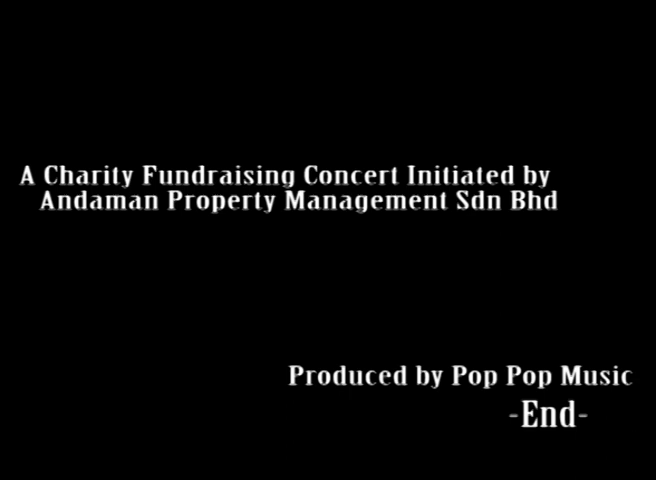 A Charity Fundraising Concert Initiated by
Andaman Property Management Sdn Bhd
Produced by Pop Pop Music
-End-